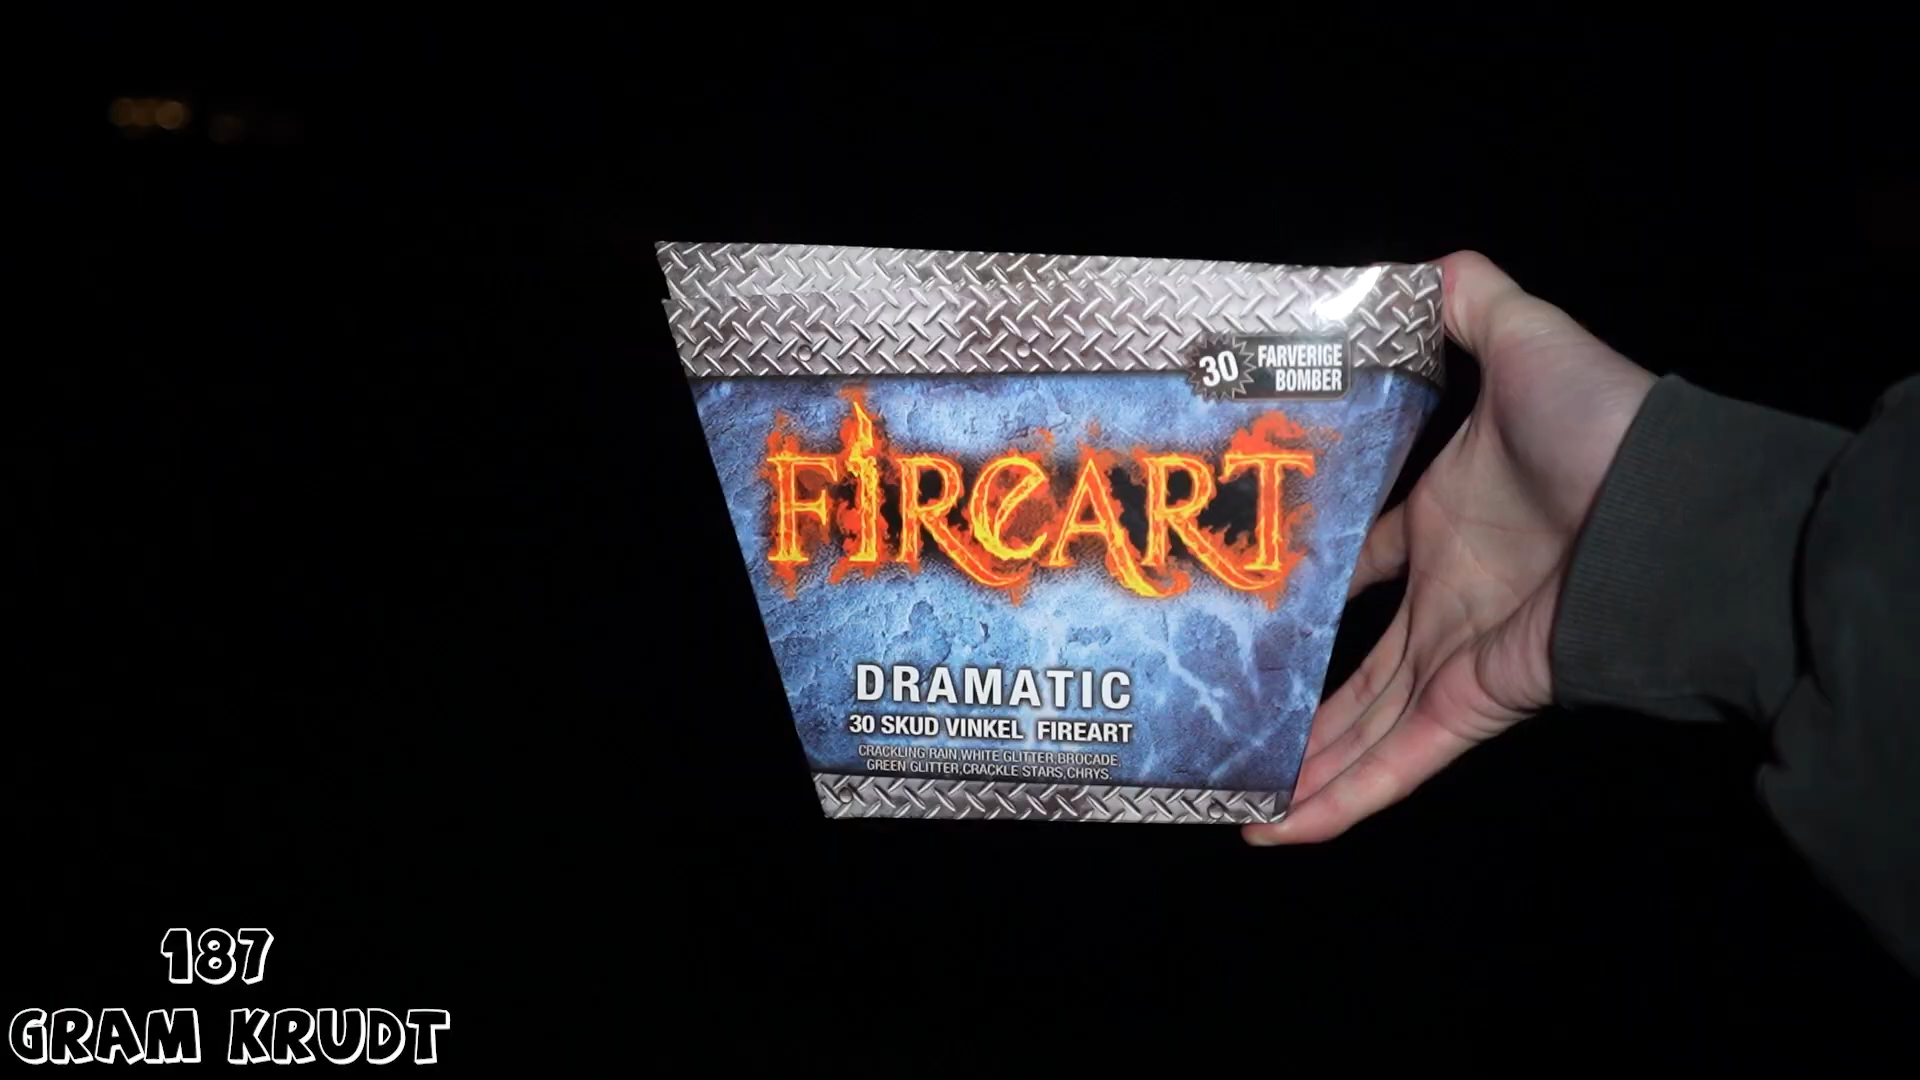 30 FARVERIGE
BOMBER
FIREART
DRAMATIC
30 SKUD VINKEL FIREART
CRACKLING RAIN,WHITE GLITTER,BROCADE,
GREEN GLITTER,CRACKLE STARS,CHRYS.
187
GRAM KRUDT